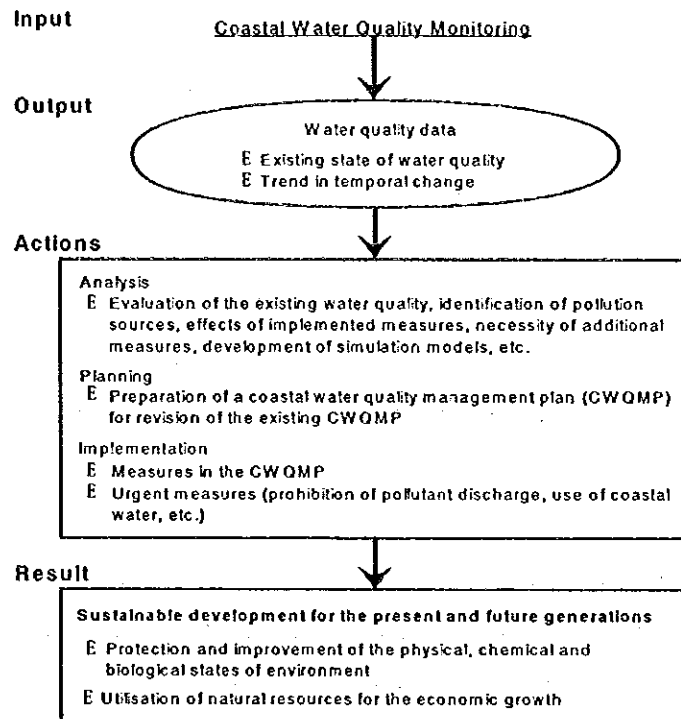 Input
Coastal Water Quality Monitoring
Output
Water quality data
E Existing state of water quality
E Trend in temporal change
Actions
Analysis
E Evaluation of the existing water quality, identification of pollution
sources, effects of implemented measures, necessity of additional
measures, development of simulation models, etc.
Planning
E Preparation of a coastal water quality management plan (CWQMP)
for revision of the existing CWQMP
Implementation
E Measures in the CWQMP
E Urgent measures (prohibition of pollutant discharge, use of coastal
water, etc.)
Result
Sustainable development for the present and future generations
E Protection and improvement of the physical, chemical and
biological states of environment
E Utilisation of natural resources for the economic growth